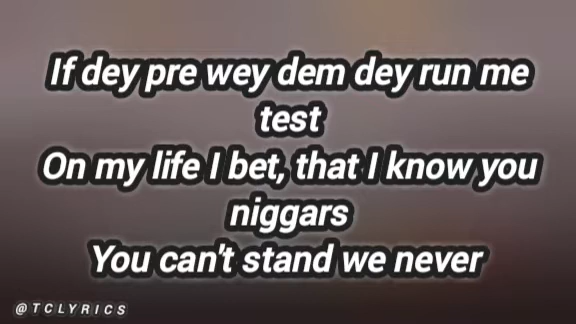 If dey pre wey dem dey run me
test
On my life I bet, that I know you
niggars
You can't stand we never
@TCLYRICS